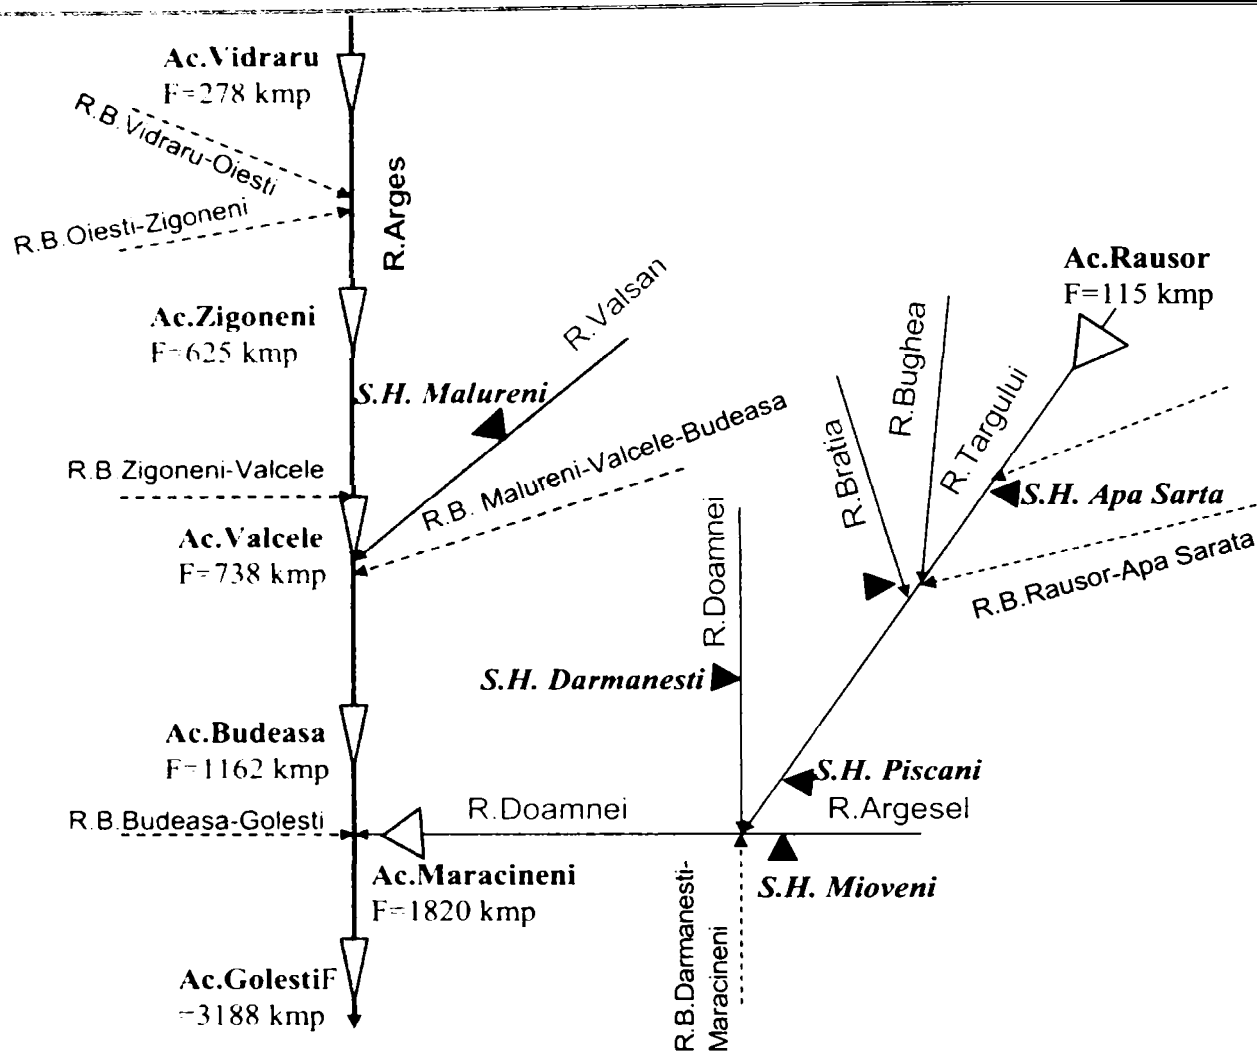 Ac.Vidraru
F=278 kmp
R.B.Vidraru-Oiesti
R.B.Oiesti-Zigoneni
R.Arges
Ac.Rausor
F=115 kmp
Ac.Zigoneni
F=625 kmp
R.Valsan
S.H. Malureni
R.Bughea
R.Targului
R.Bratia
R.B.Zigoneni-Valcele
R.B. Malureni-Valcele-Budeasa
S.H. Apa Sarta
Ac.Valcele
F=738 kmp
R.Doamnei
R.B.Rausor-Apa Sarata
S.H. Darmanesti
Ac.Budeasa
F=1162 kmp
S.H. Piscani
R.B.Budeasa-Golesti
R.Doamnei
R.Argesel
Ac.Maracineni
F=1820 kmp
S.H. Mioveni
R.B.Darmanesti-
Maracineni
Ac.GolestiF
=3188 kmp